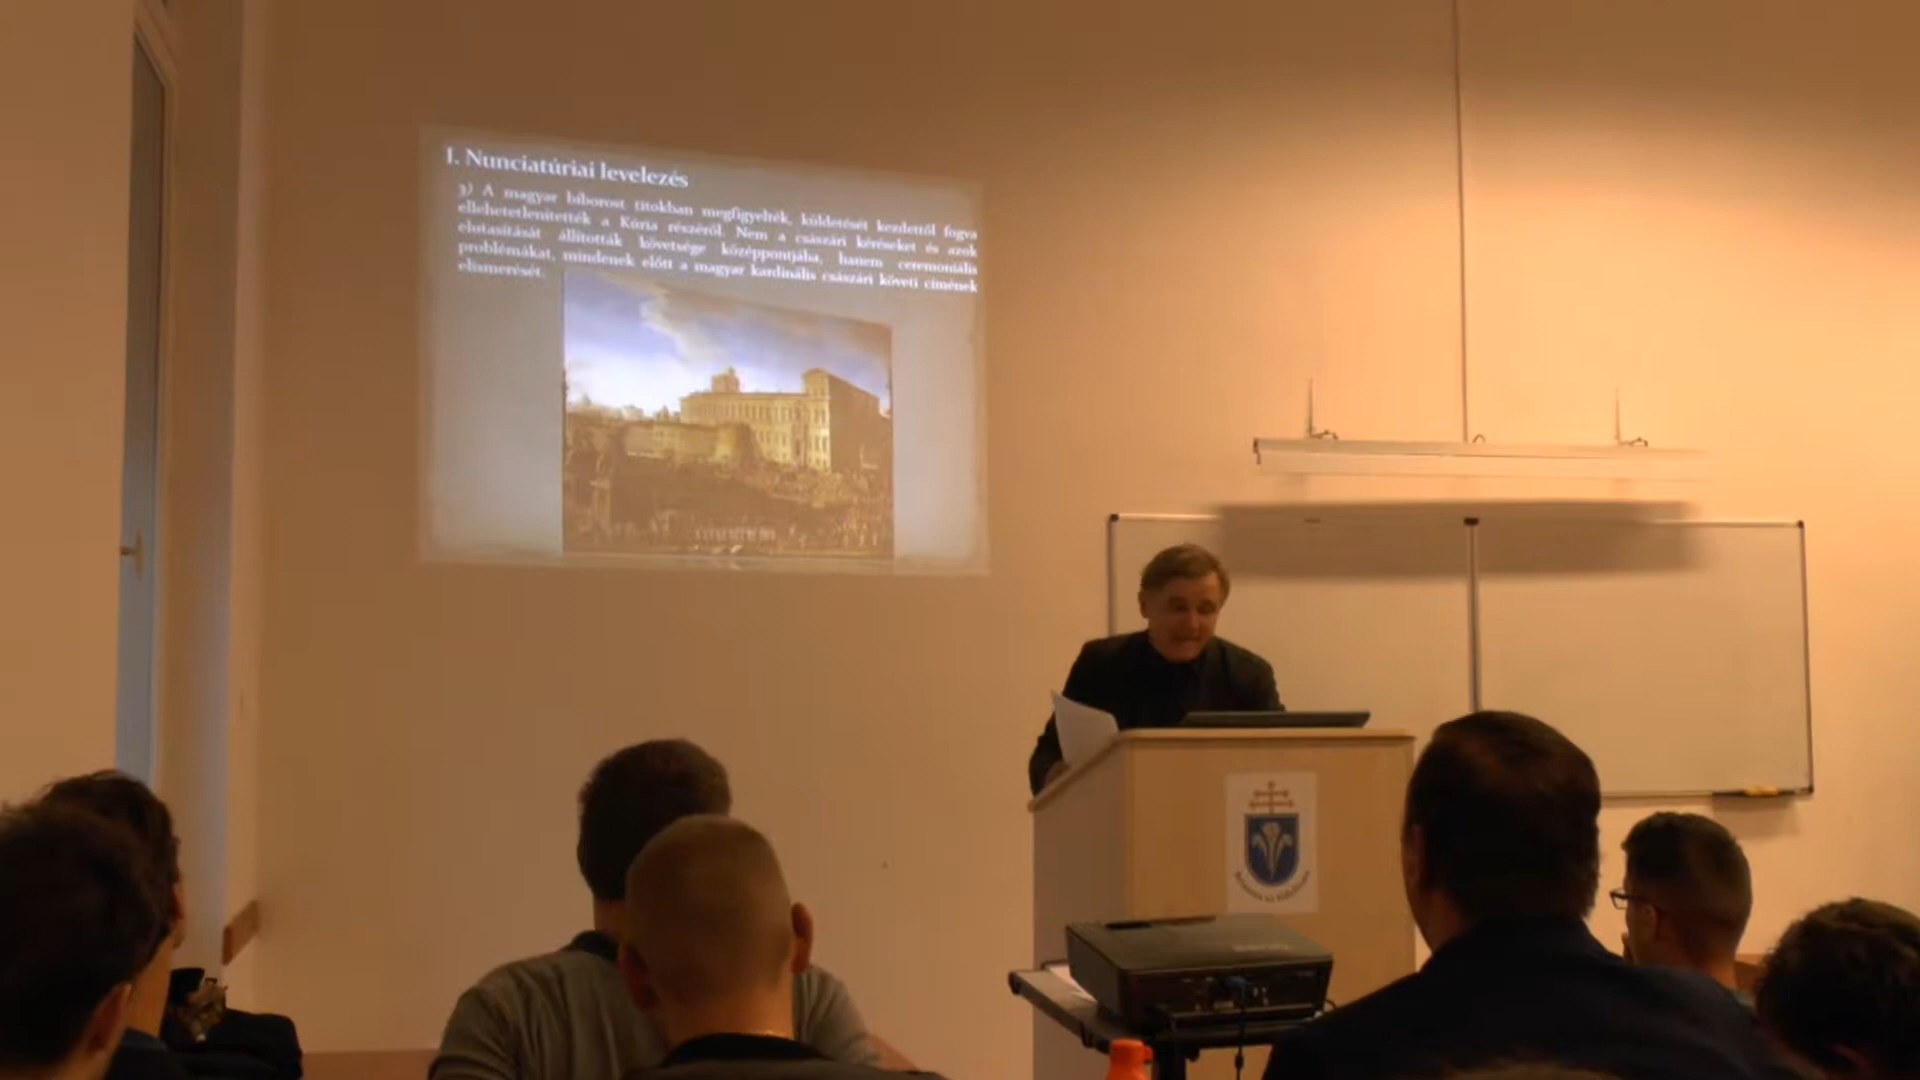 I. Nunciatúriai levelezés
3) A magyar bíborost titokban megfigyelték, küldetését kezdettől fogva
ellehetetlenítették a Kúria részéről. Nem a császári kéréseket és azok
elutasítását állították követsége középpontjába, hanem ceremoniális
problémákat, mindenek előtt a magyar kardinális császári követi címének
elismerését.